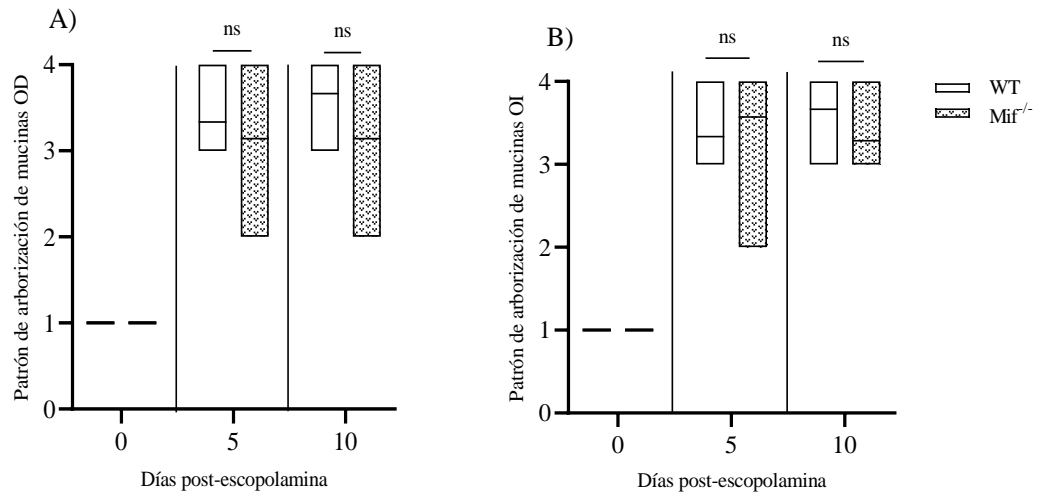 A)
ns
ns
Patrón de arborización de mucinas OD
4
3
2
1
0
0
5
10
Días post-escopolamina
B)
ns
ns
Patrón de arborización de mucinas OI
4
3
2
1
0
0
5
10
Días post-escopolamina
WT
Mif-/-